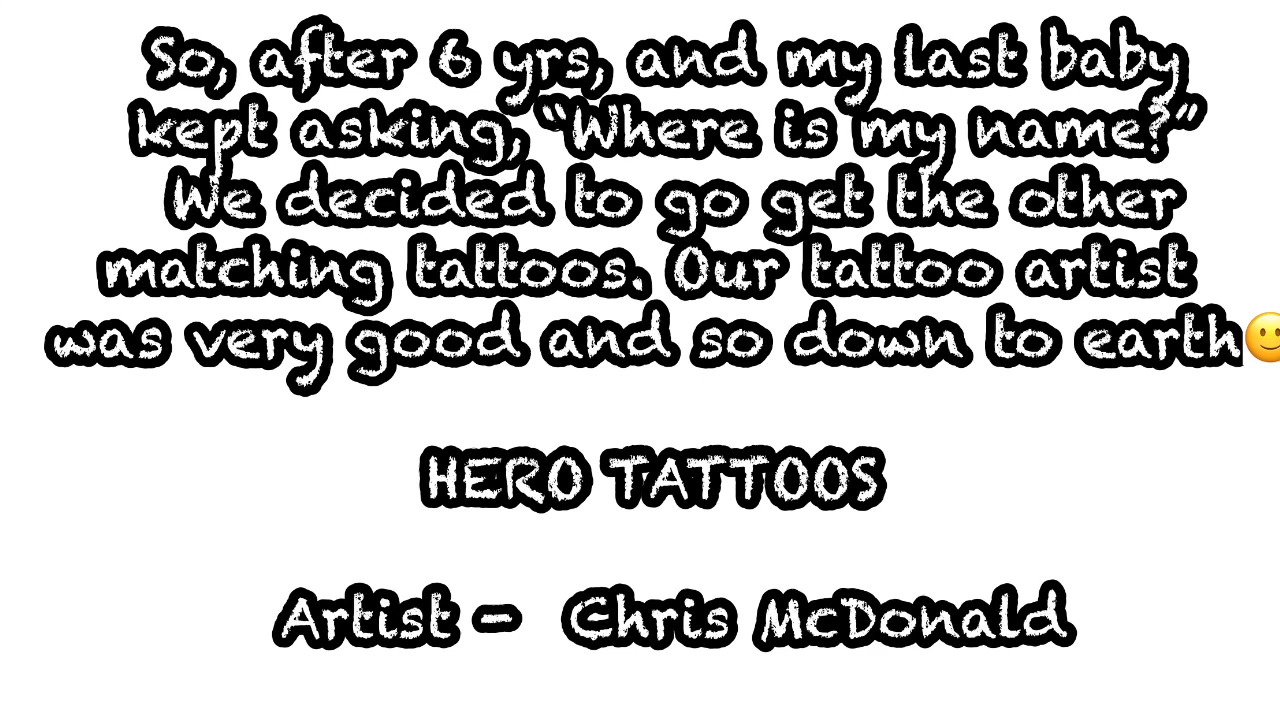 So, after 6 yrs, and my last baby
kept asking, “Where is my name?”
We decided to go get the other
matching tattoos. Our tattoo artist
was very good and so down to earth🙂
HERO TATTOOS
Artist - Chris McDonald